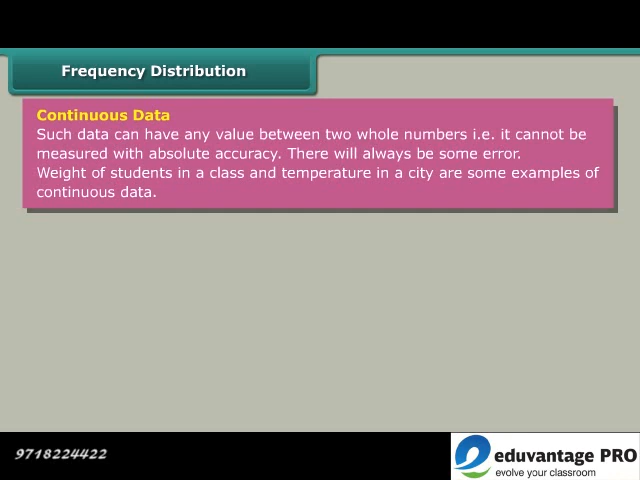 Frequency Distribution
Continuous Data
Such data can have any value between two whole numbers i.e. it cannot be
measured with absolute accuracy. There will always be some error.
Weight of students in a class and temperature in a city are some examples of
continuous data.
9718224422
eduvantage PRO
evolve your classroom